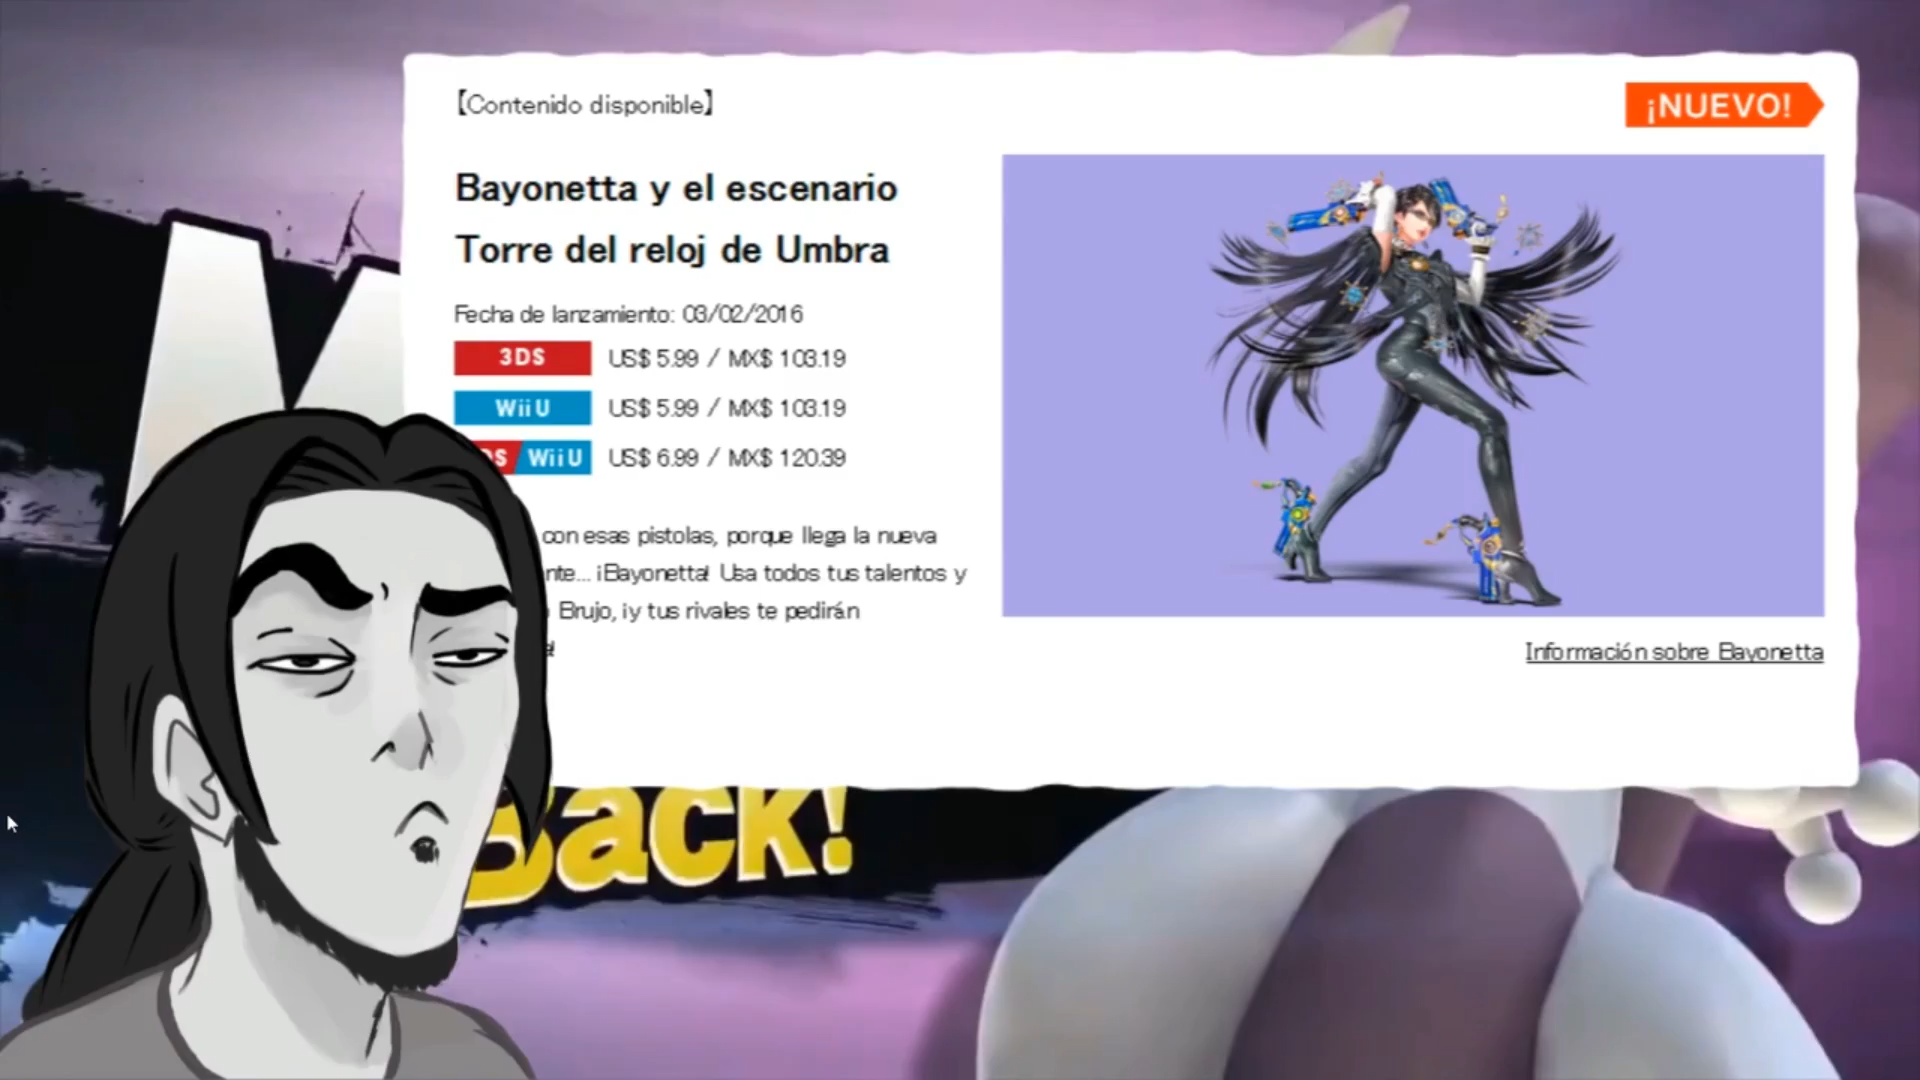 【Contenido disponible】
¡NUEVO!
Bayonetta y el escenario
Torre del reloj de Umbra
Fecha de lanzamiento: 03/02/2016
3DS US$ 5.99 / MX$ 103.19
Wii U US$ 5.99 / MX$ 103.19
DS Wii U US$ 6.99 / MX$ 120.39
con esas pistolas, porque llega la nueva
nte... ¡Bayonetta! Usa todos tus talentos y
Brujo, ¡y tus rivales te pedirán
Información sobre Bayonetta
Back!